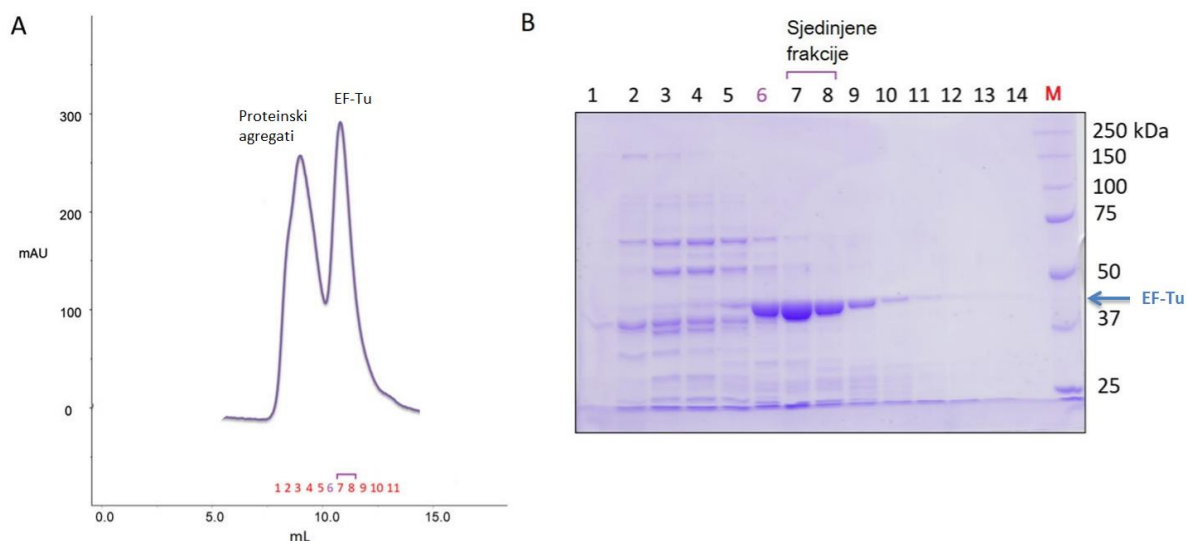 A
300
200
100
0
mAU
Proteinski
agregati
EF-Tu
1 2 3 4 5 6 7 8 9 10 11
0.0 5.0 10.0 15.0
mL
B
Sjedinjene
frakcije
1 2 3 4 5 6 7 8 9 10 11 12 13 14 M
250 kDa
150
100
75
50
EF-Tu
37
25